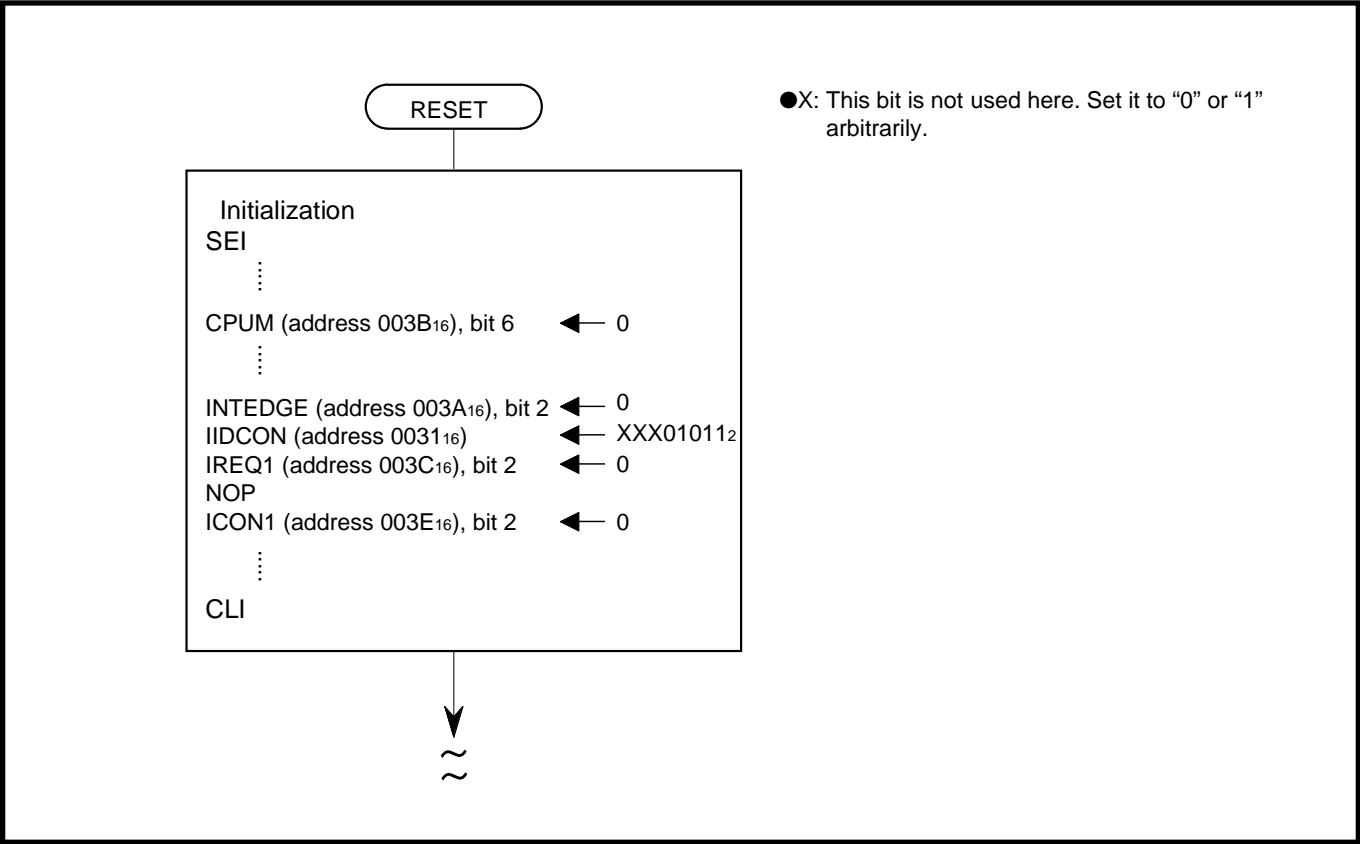 RESET
●X: This bit is not used here. Set it to “0” or “1”
arbitrarily.
Initialization
SEI
CPUM (address 003B₁₆), bit 6 0
INTEDGE (address 003A₁₆), bit 2 0
IIDCON (address 0031₁₆) XXX01011₂
IREQ1 (address 003C₁₆), bit 2 0
NOP
ICON1 (address 003E₁₆), bit 2 0
CLI